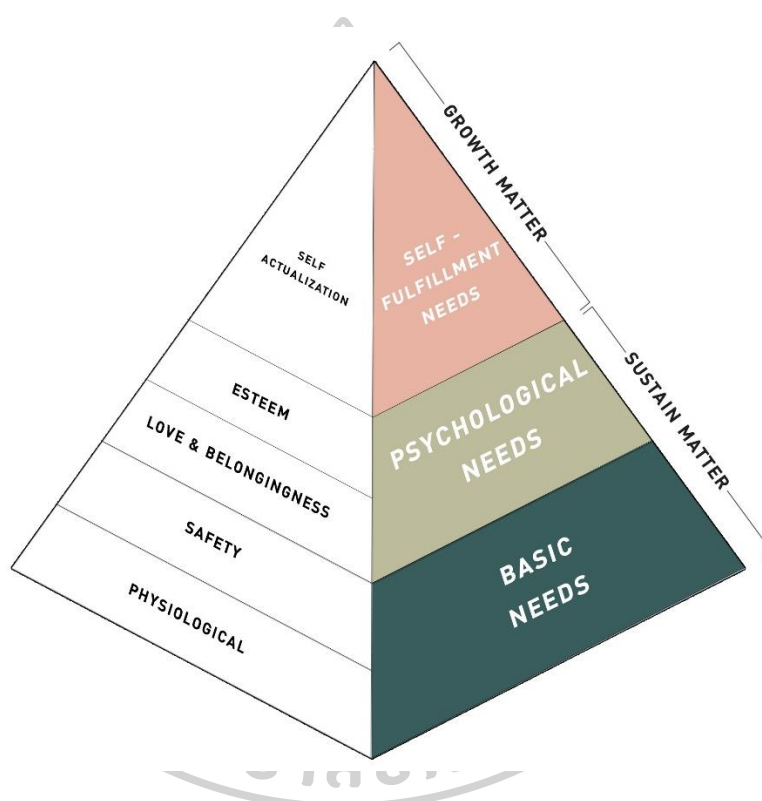 GROWTH MATTER
SELF
ACTUALIZATION
SELF -
FULFILLMENT
NEEDS
SUSTAIN MATTER
ESTEEM
PSYCHOLOGICAL
NEEDS
LOVE & BELONGINGNESS
SAFETY
BASIC
NEEDS
PHYSIOLOGICAL